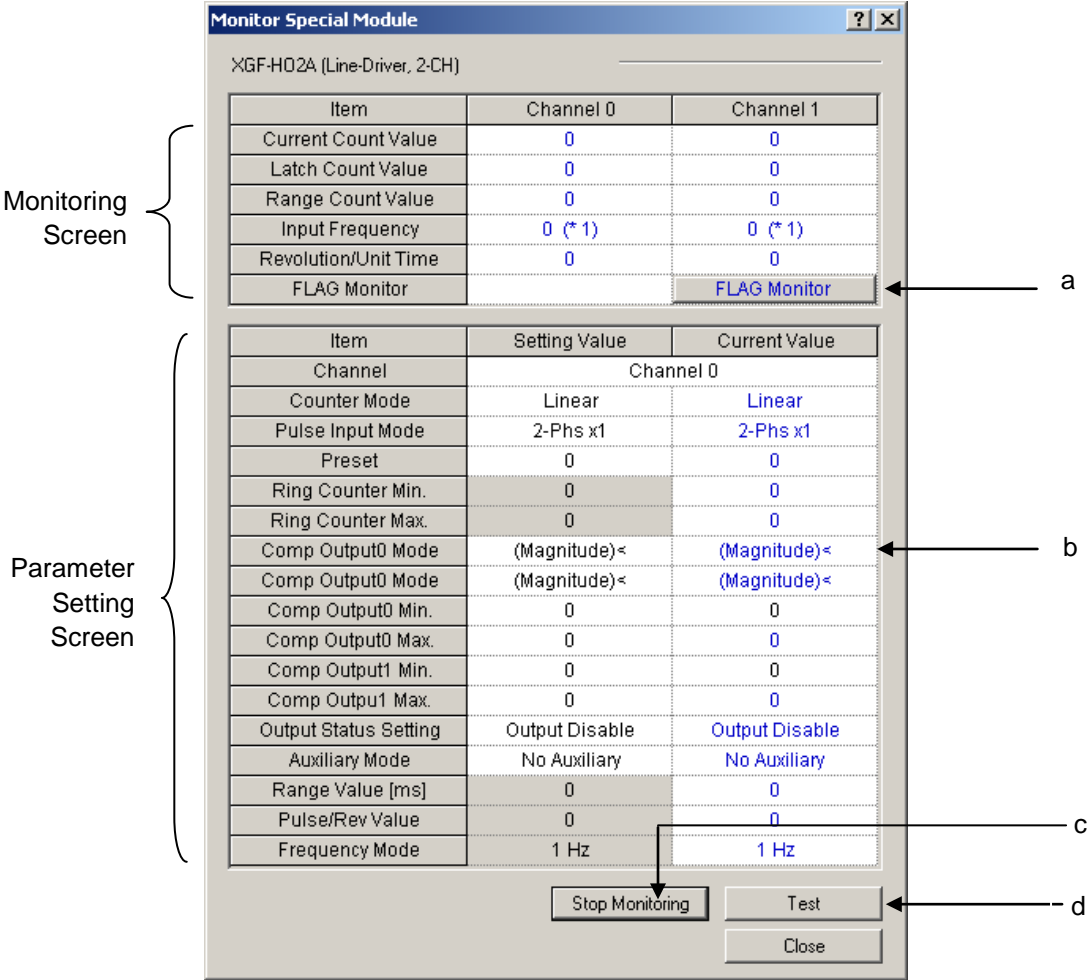 Monitor Special Module
XGF-HO2A (Line-Driver, 2-CH)
Item Channel 0 Channel 1
Current Count Value 0 0
Latch Count Value 0 0
Range Count Value 0 0
Input Frequency 0 (* 1) 0 (* 1)
Revolution/Unit Time 0 0
FLAG Monitor FLAG Monitor
Monitoring
Screen
a
Item Setting Value Current Value
Channel Channel 0
Counter Mode Linear Linear
Pulse Input Mode 2-Phs x1 2-Phs x1
Preset 0 0
Ring Counter Min. 0 0
Ring Counter Max. 0 0
Comp Output0 Mode (Magnitude)< (Magnitude)<
Comp Output0 Mode (Magnitude)< (Magnitude)<
Comp Output0 Min. 0 0
Comp Output0 Max. 0 0
Comp Output1 Min. 0 0
Comp Outpu1 Max. 0 0
Output Status Setting Output Disable Output Disable
Auxiliary Mode No Auxiliary No Auxiliary
Range Value [ms] 0 0
Pulse/Rev Value 0 0
Frequency Mode 1 Hz 1 Hz
Parameter
Setting
Screen
b
c
Stop Monitoring Test
d
Close